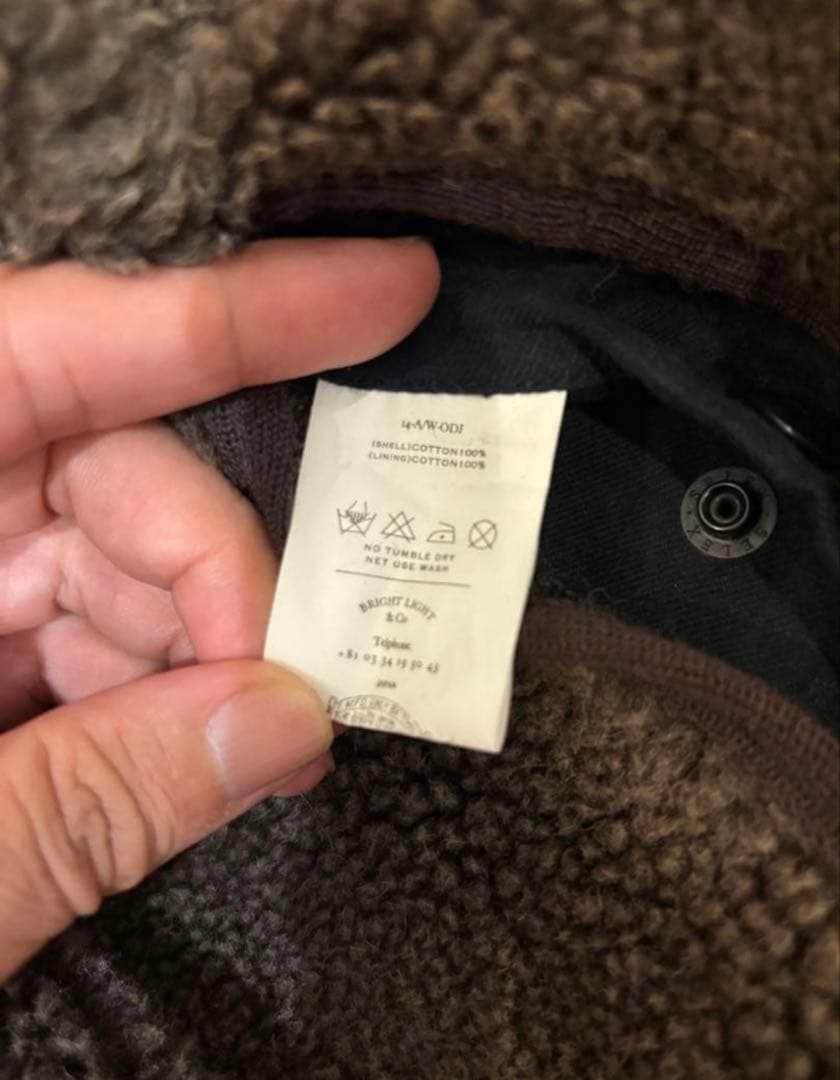 14-A/W-ODJ
(SHELL)COTTON100%
(LINING)COTTON100%
NO TUMBLE DRY
NET USE WASH
BRIGHT LIGHT
& Co
Telphone.
+81 03 34 19 50 43